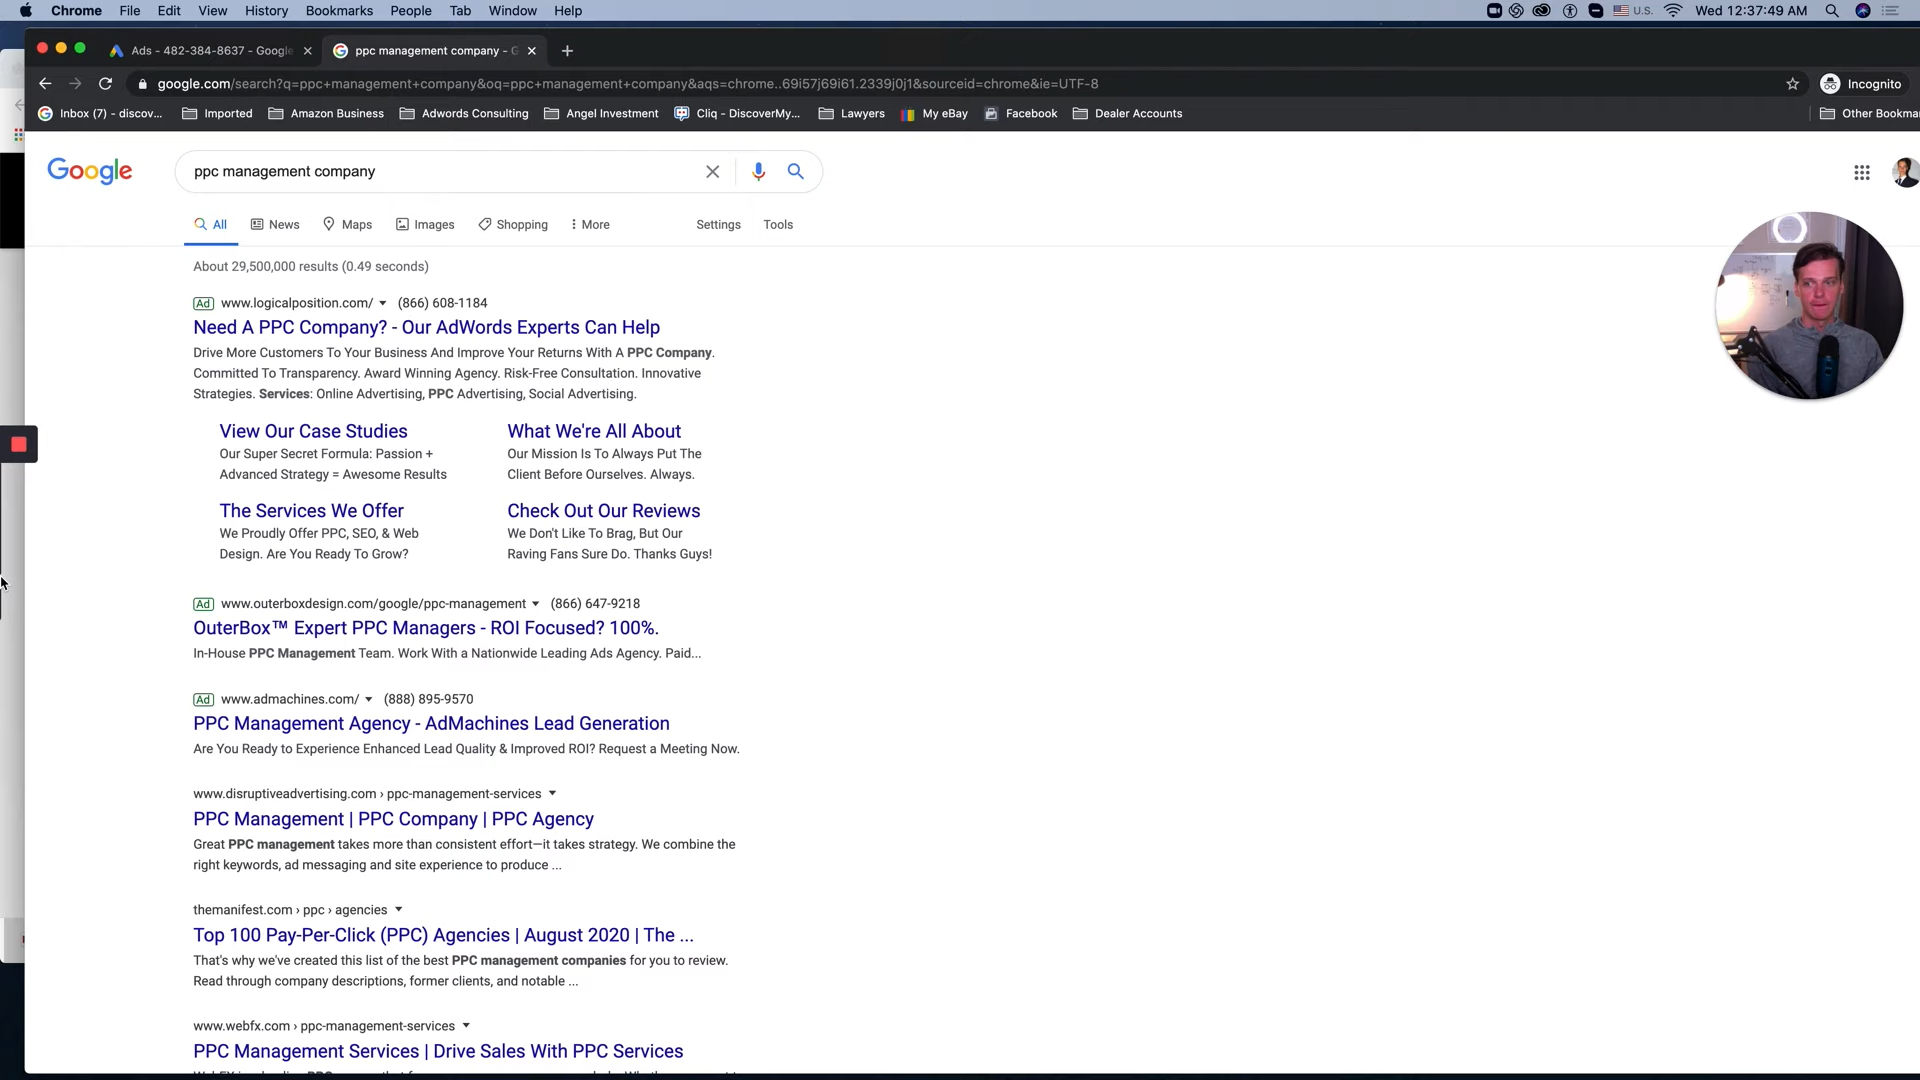 Chrome File Edit View History Bookmarks People Tab Window Help
U.S. Wed 12:37:49 AM
Ads - 482-384-8637 - Google
ppc management company - G
google.com/search?q=ppc+management+company&oq=ppc+management+company&aqs=chrome..69i57j69i61.2339j0j1&sourceid=chrome&ie=UTF-8
Incognito
Inbox (7) - discov... Imported Amazon Business Adwords Consulting Angel Investment Cliq - DiscoverMy... Lawyers My eBay Facebook Dealer Accounts Other Bookma
Google
ppc management company
All News Maps Images Shopping More Settings Tools
About 29,500,000 results (0.49 seconds)
Ad www.logicalposition.com/ (866) 608-1184
Need A PPC Company? - Our AdWords Experts Can Help
Drive More Customers To Your Business And Improve Your Returns With A PPC Company.
Committed To Transparency. Award Winning Agency. Risk-Free Consultation. Innovative
Strategies. Services: Online Advertising, PPC Advertising, Social Advertising.
View Our Case Studies
Our Super Secret Formula: Passion +
Advanced Strategy = Awesome Results
What We're All About
Our Mission Is To Always Put The
Client Before Ourselves. Always.
The Services We Offer
We Proudly Offer PPC, SEO, & Web
Design. Are You Ready To Grow?
Check Out Our Reviews
We Don't Like To Brag, But Our
Raving Fans Sure Do. Thanks Guys!
Ad www.outerboxdesign.com/google/ppc-management (866) 647-9218
OuterBox™ Expert PPC Managers - ROI Focused? 100%.
In-House PPC Management Team. Work With a Nationwide Leading Ads Agency. Paid...
Ad www.admachines.com/ (888) 895-9570
PPC Management Agency - AdMachines Lead Generation
Are You Ready to Experience Enhanced Lead Quality & Improved ROI? Request a Meeting Now.
www.disruptiveadvertising.com › ppc-management-services
PPC Management | PPC Company | PPC Agency
Great PPC management takes more than consistent effort—it takes strategy. We combine the
right keywords, ad messaging and site experience to produce ...
themanifest.com › ppc › agencies
Top 100 Pay-Per-Click (PPC) Agencies | August 2020 | The ...
That's why we've created this list of the best PPC management companies for you to review.
Read through company descriptions, former clients, and notable ...
www.webfx.com › ppc-management-services
PPC Management Services | Drive Sales With PPC Services